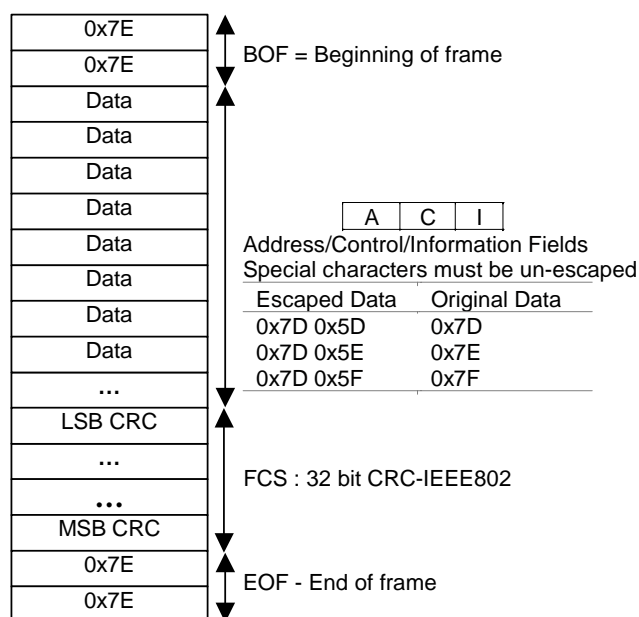 0x7E
0x7E
BOF = Beginning of frame
Data
Data
Data
Data
Data
Data
Data
Data
...
A C I
Address/Control/Information Fields
Special characters must be un-escaped
Escaped Data Original Data
0x7D 0x5D 0x7D
0x7D 0x5E 0x7E
0x7D 0x5F 0x7F
LSB CRC
...
...
MSB CRC
FCS : 32 bit CRC-IEEE802
0x7E
0x7E
EOF - End of frame